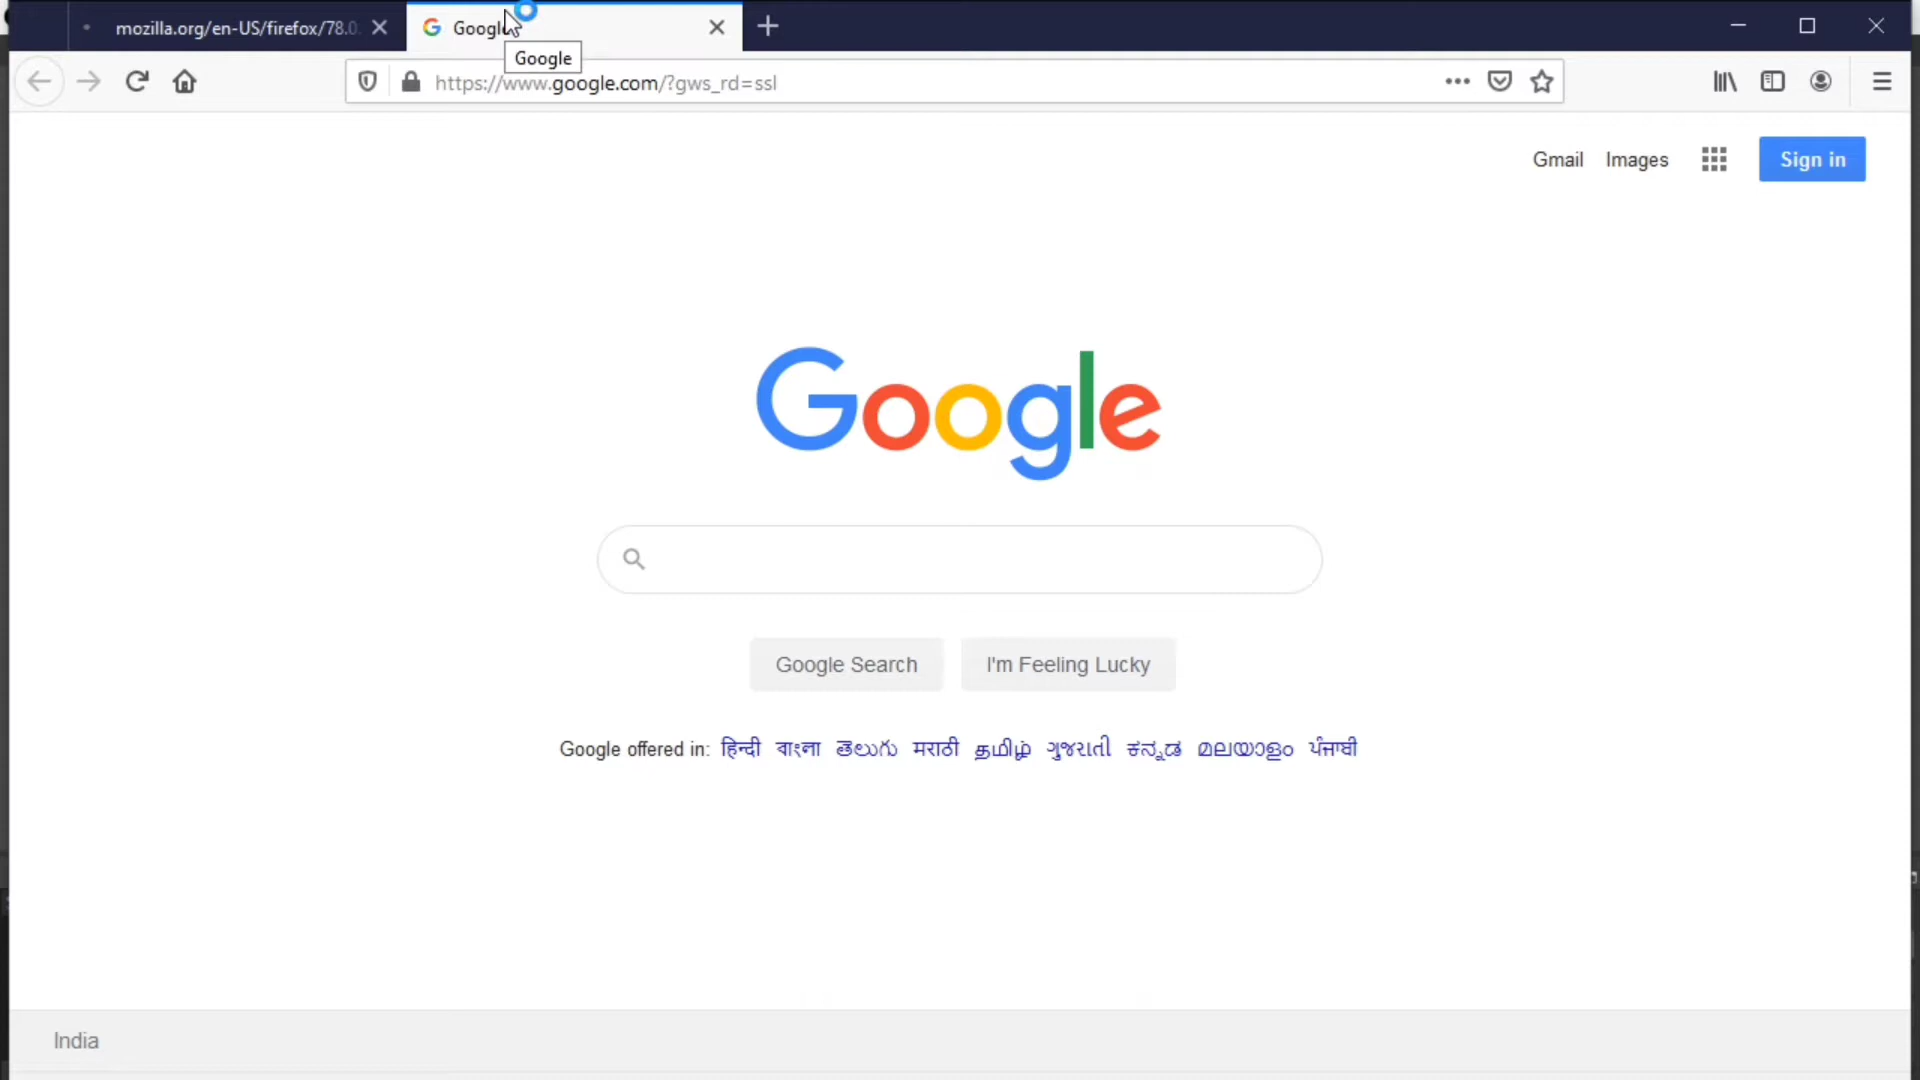 mozilla.org/en-US/firefox/78.0.
Google
Google
https://www.google.com/?gws_rd=ssl
Gmail Images Sign in
Google
Google Search I'm Feeling Lucky
Google offered in: हिन्दी বাংলা తెలుగు मराठी தமிழ் ગુજરાતી ಕನ್ನಡ മലയാളം ਪੰਜਾਬੀ
India